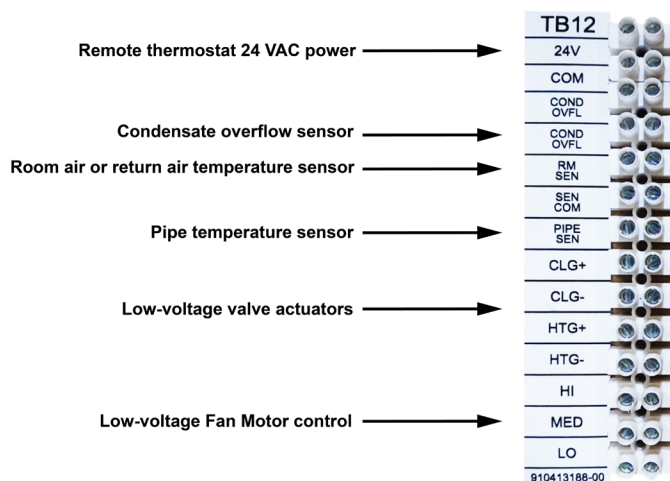 TB12
Remote thermostat 24 VAC power
24V
COM
COND
OVFL
Condensate overflow sensor
COND
OVFL
Room air or return air temperature sensor
RM
SEN
SEN
COM
Pipe temperature sensor
PIPE
SEN
CLG+
Low-voltage valve actuators
CLG-
HTG+
HTG-
HI
Low-voltage Fan Motor control
MED
LO
910413188-00